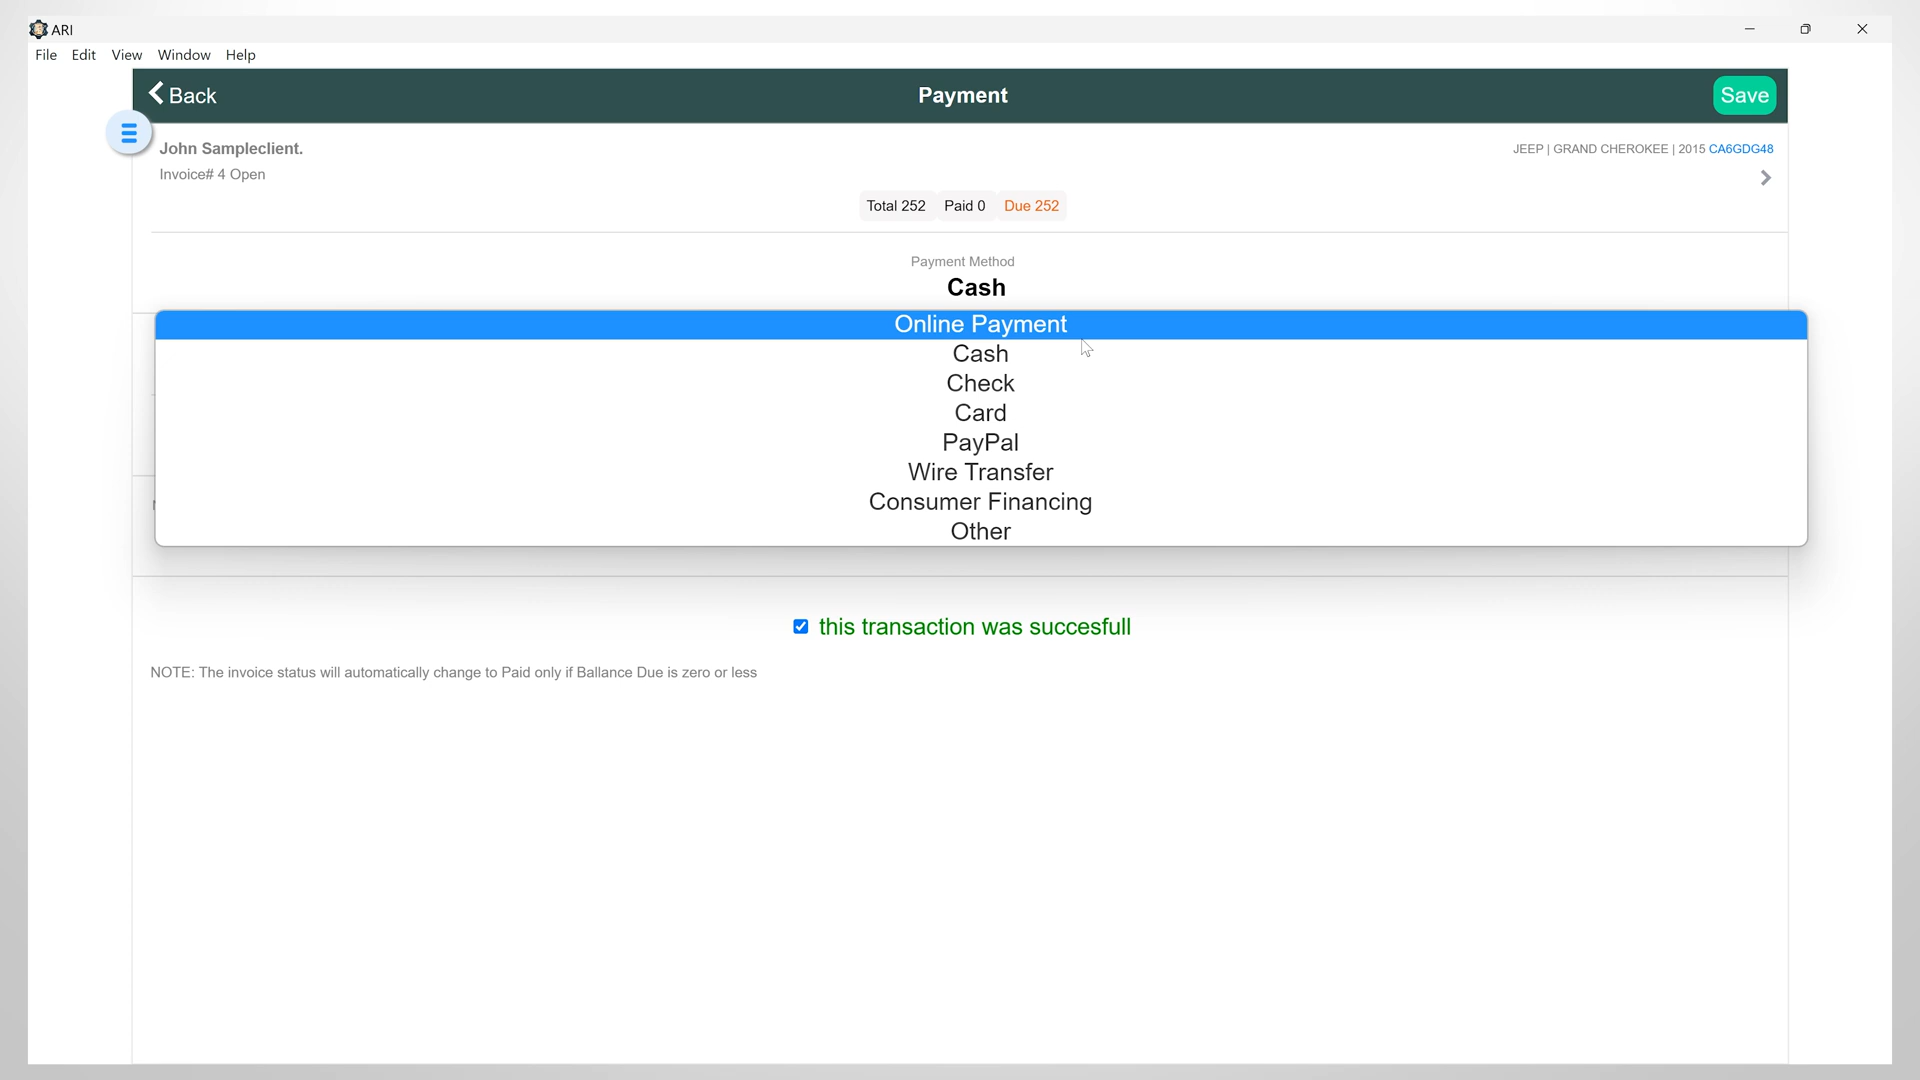 ARI
File Edit View Window Help
Back Payment Save
John Sampleclient. JEEP | GRAND CHEROKEE | 2015 CA6GDG48
Invoice# 4 Open
Total 252 Paid 0 Due 252
Payment Method
Cash
Online Payment
Cash
Check
Card
PayPal
Wire Transfer
Consumer Financing
Other
this transaction was succesfull
NOTE: The invoice status will automatically change to Paid only if Ballance Due is zero or less